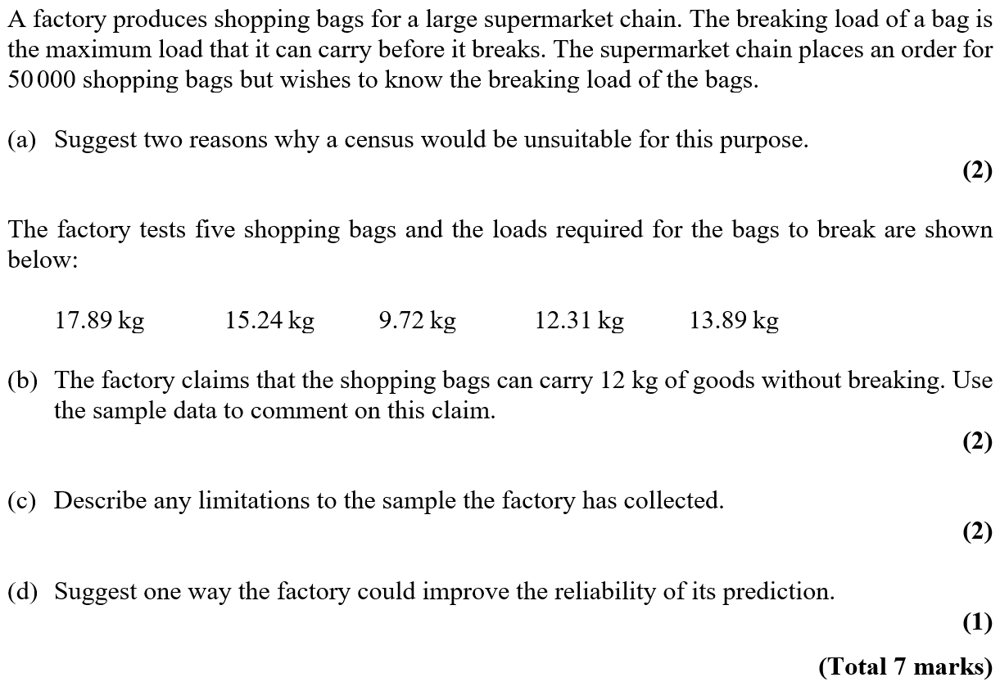 A factory produces shopping bags for a large supermarket chain. The breaking load of a bag is
the maximum load that it can carry before it breaks. The supermarket chain places an order for
50 000 shopping bags but wishes to know the breaking load of the bags.
(a) Suggest two reasons why a census would be unsuitable for this purpose.
(2)
The factory tests five shopping bags and the loads required for the bags to break are shown
below:
17.89 kg 15.24 kg 9.72 kg 12.31 kg 13.89 kg
(b) The factory claims that the shopping bags can carry 12 kg of goods without breaking. Use
the sample data to comment on this claim.
(2)
(c) Describe any limitations to the sample the factory has collected.
(2)
(d) Suggest one way the factory could improve the reliability of its prediction.
(1)
(Total 7 marks)